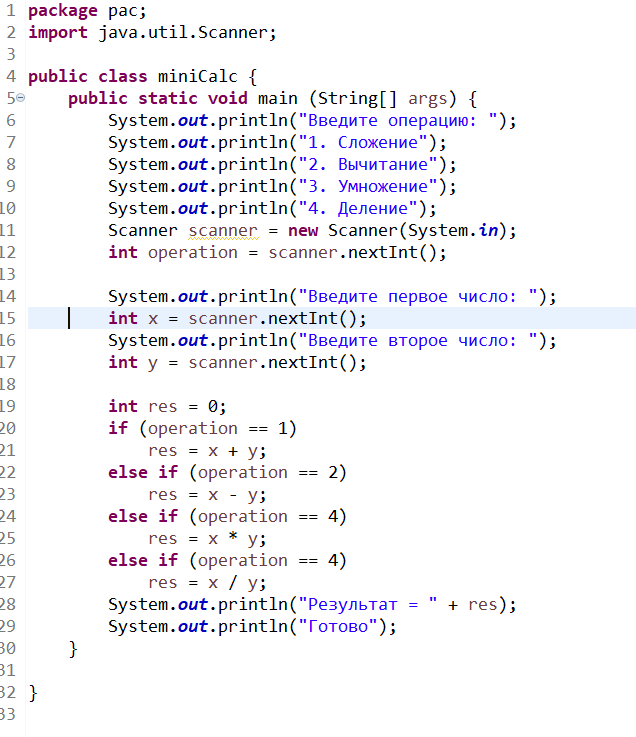 1 package pac;
2 import java.util.Scanner;
3
4 public class miniCalc {
5     public static void main (String[] args) {
6         System.out.println("Введите операцию: ");
7         System.out.println("1. Сложение");
8         System.out.println("2. Вычитание");
9         System.out.println("3. Умножение");
10         System.out.println("4. Деление");
11         Scanner scanner = new Scanner(System.in);
12         int operation = scanner.nextInt();
13
14         System.out.println("Введите первое число: ");
15         int x = scanner.nextInt();
16         System.out.println("Введите второе число: ");
17         int y = scanner.nextInt();
18
19         int res = 0;
20         if (operation == 1)
21             res = x + y;
22         else if (operation == 2)
23             res = x - y;
24         else if (operation == 4)
25             res = x * y;
26         else if (operation == 4)
27             res = x / y;
28         System.out.println("Результат = " + res);
29         System.out.println("Готово");
30     }
31
32 }
33